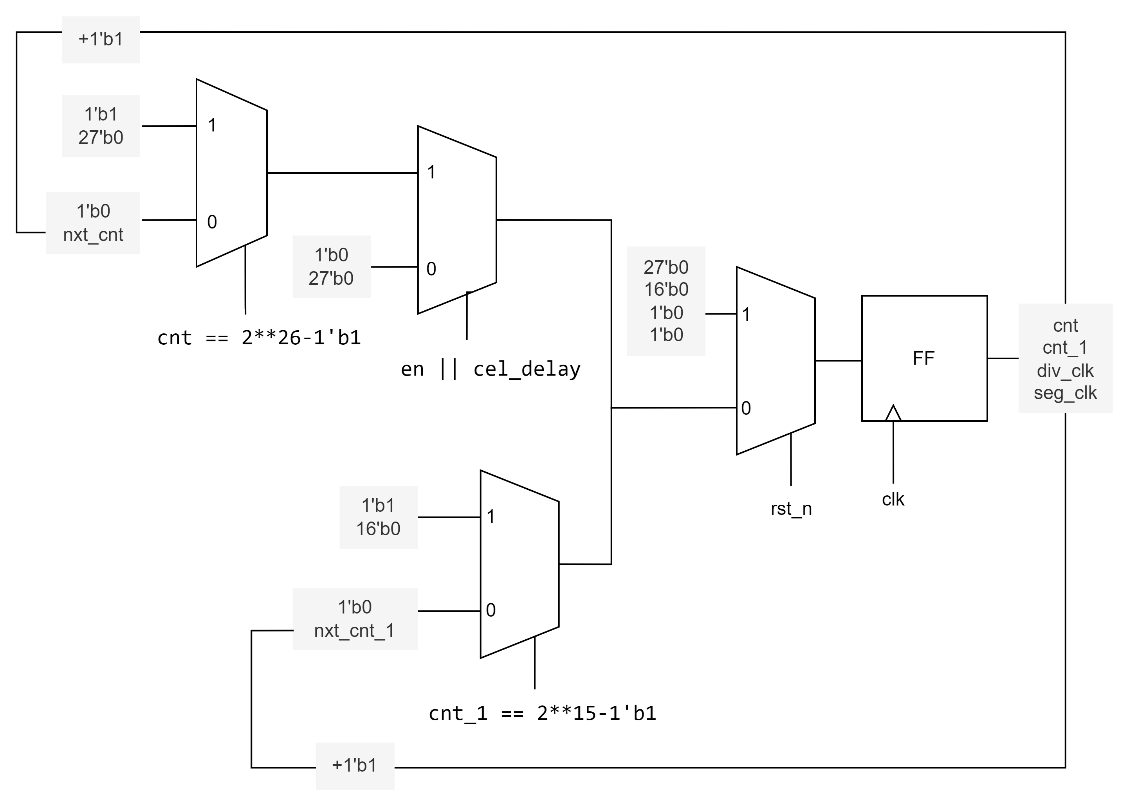 +1'b1
1'b1
27'b0
1
1'b0
nxt_cnt
0
cnt == 2**26-1'b1
1
1'b0
27'b0
0
en || cel_delay
27'b0
16'b0
1'b0
1'b0
1
0
rst_n
FF
clk
cnt
cnt_1
div_clk
seg_clk
1'b1
16'b0
1
1'b0
nxt_cnt_1
0
cnt_1 == 2**15-1'b1
+1'b1